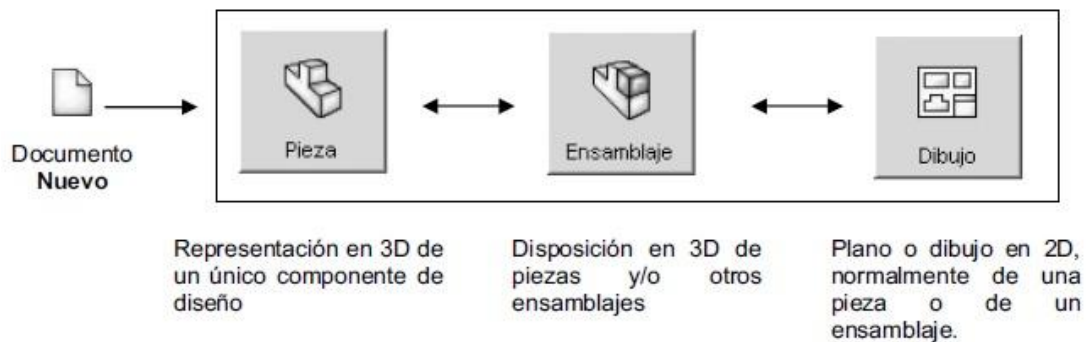 Pieza
Ensamblaje
Dibujo
Documento
Nuevo
Representación en 3D de
un único componente de
diseño
Disposición en 3D de
piezas y/o otros
ensamblajes
Plano o dibujo en 2D,
normalmente de una
pieza o de un
ensamblaje.